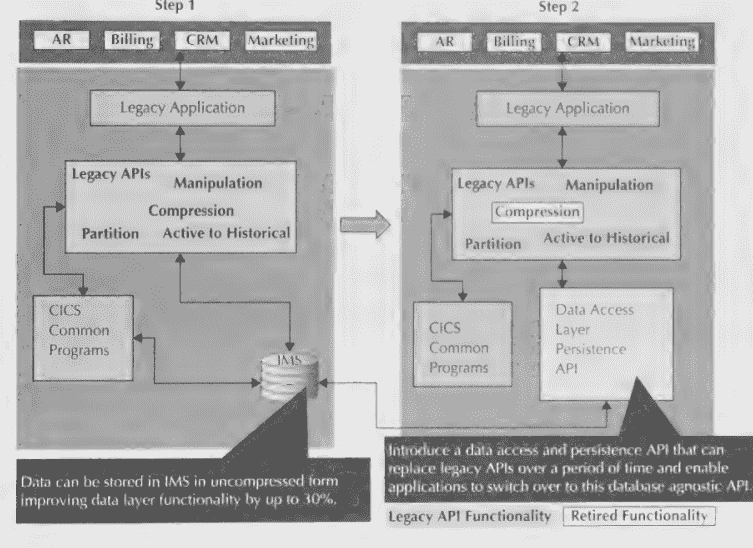 Step 1
AR Billing CRM Marketing
Legacy Application
Legacy APIs
Manipulation
Compression
Partition Active to Historical
CICS
Common
Programs
IMS
Data can be stored in IMS in uncompressed form
improving data layer functionality by up to 30%.
Step 2
AR Billing CRM Marketing
Legacy Application
Legacy APIs
Manipulation
Compression
Partition Active to Historical
CICS
Common
Programs
Data Access
Layer
Persistence
API
Introduce a data access and persistence API that can
replace legacy APIs over a period of time and enable
applications to switch over to this database agnostic API.
Legacy API Functionality Retired Functionality